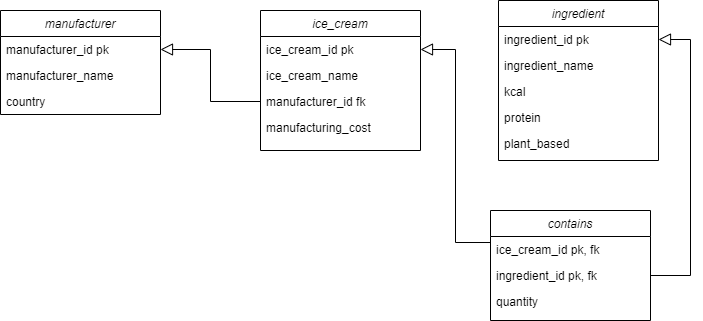 manufacturer
manufacturer_id pk
manufacturer_name
country
ice_cream
ice_cream_id pk
ice_cream_name
manufacturer_id fk
manufacturing_cost
ingredient
ingredient_id pk
ingredient_name
kcal
protein
plant_based
contains
ice_cream_id pk, fk
ingredient_id pk, fk
quantity